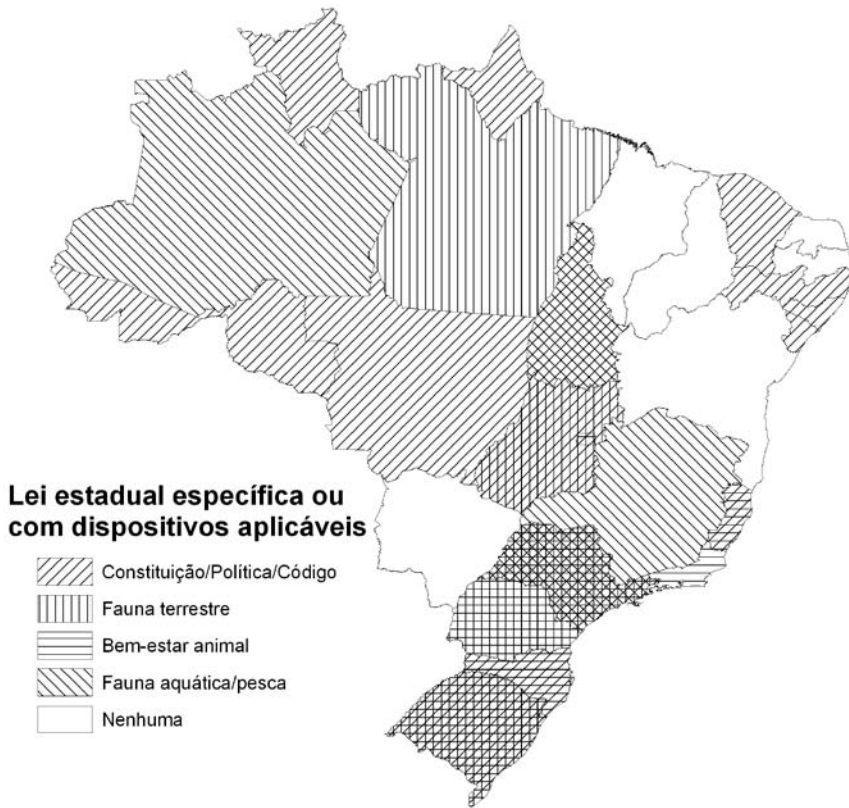 Lei estadual específica ou
com dispositivos aplicáveis
Constituição/Política/Código
Fauna terrestre
Bem-estar animal
Fauna aquática/pesca
Nenhuma